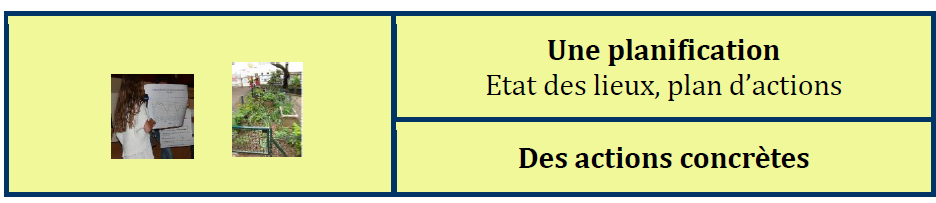 Une planification
Etat des lieux, plan d’actions
Des actions concrètes